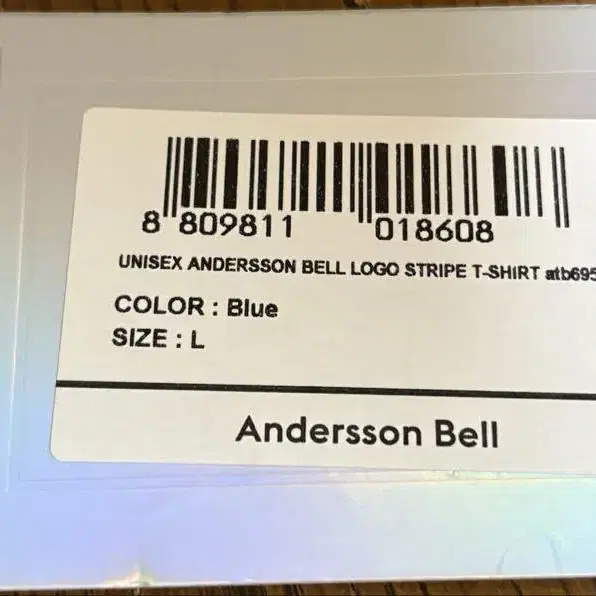 8 809811 018608
UNISEX ANDERSSON BELL LOGO STRIPE T-SHIRT atb695
COLOR : Blue
SIZE : L
Andersson Bell